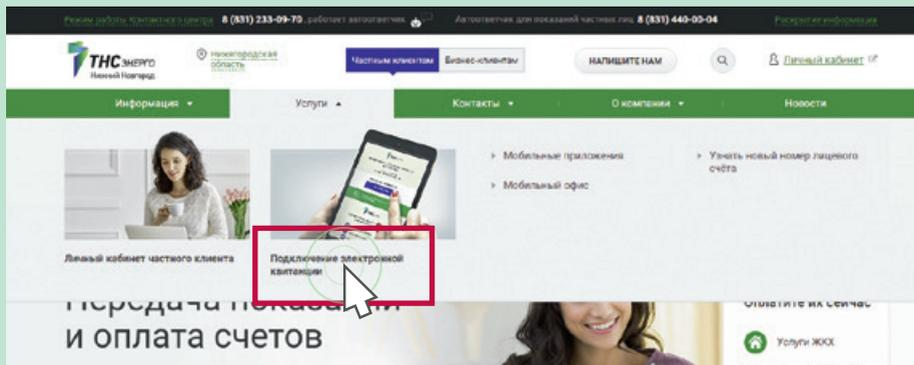 Режим работы Контактного центра 8 (831) 233-09-70, работает автоответчик Автоответчик для показаний частных лиц 8 (831) 440-00-04 Раскрытие информации
ТНС энерго
Нижний Новгород
Нижегородская
область
Частным клиентам Бизнес-клиентам НАПИШИТЕ НАМ Личный кабинет
Информация Услуги Контакты О компании Новости
Мобильные приложения
Мобильный офис
Узнать новый номер лицевого
счёта
Личный кабинет частного клиента
Подключение электронной
квитанции
Передача показаний
и оплата счетов
Оплатите их сейчас
Услуги ЖКХ